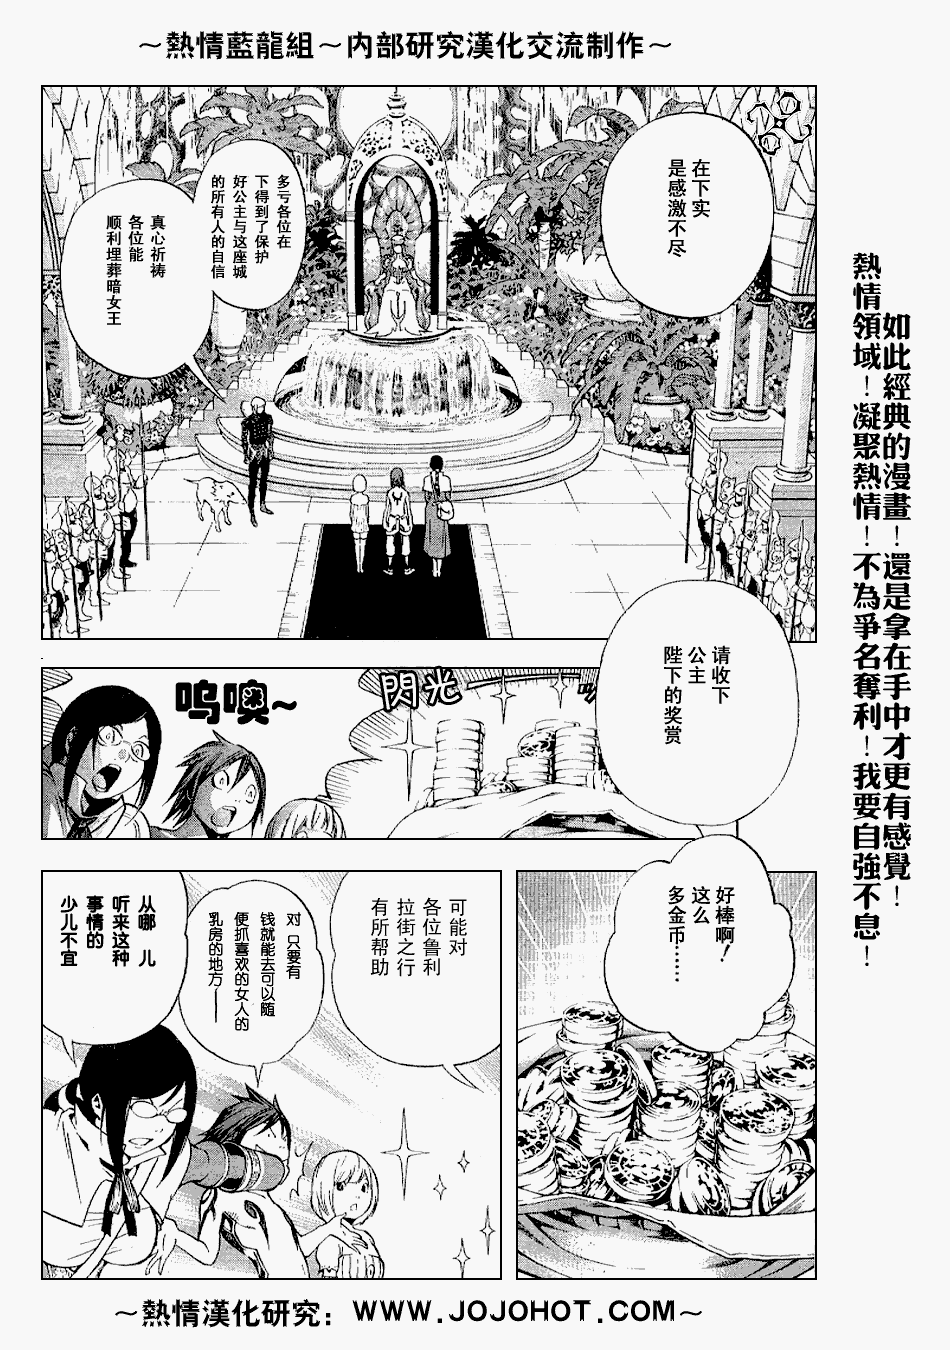 ～熱情藍龍組～内部研究漢化交流制作～
在下实
是感激不尽
多亏各位在
下得到了保护
好公主与这座城
的所有人的自信
真心祈祷
各位能
顺利埋葬暗女王
如此經典的漫畫！還是拿在手中才更有感覺！
熱情領域！凝聚熱情！不為爭名奪利！我要自強不息！
请收下
公主
陛下的奖赏
閃光
呜噢~
好棒啊!
这么
多金币……
可能对
各位鲁利
拉街之行
有所帮助
对 只要有
钱就能去可以随
便抓喜欢的女人的
乳房的地方——
从哪 儿
听来这种
事情的
少儿不宜
～熱情漢化研究：WWW.JOJOHOT.COM～